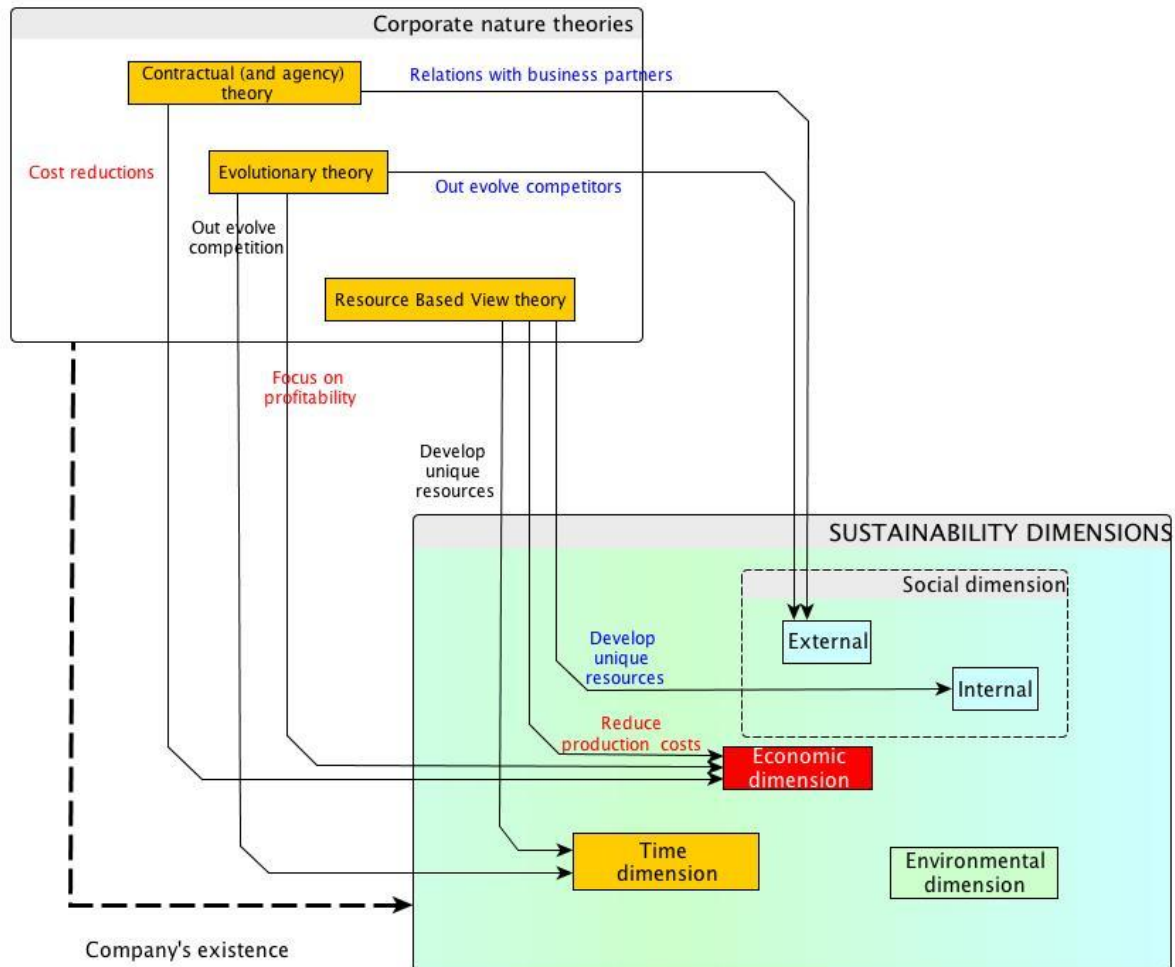 Corporate nature theories
Contractual (and agency)
theory
Relations with business partners
Cost reductions
Evolutionary theory
Out evolve competitors
Out evolve
competition
Resource Based View theory
Focus on
profitability
Develop
unique
resources
SUSTAINABILITY DIMENSIONS
Social dimension
External
Develop
unique
resources
Internal
Reduce
production costs
Economic
dimension
Time
dimension
Environmental
dimension
Company's existence